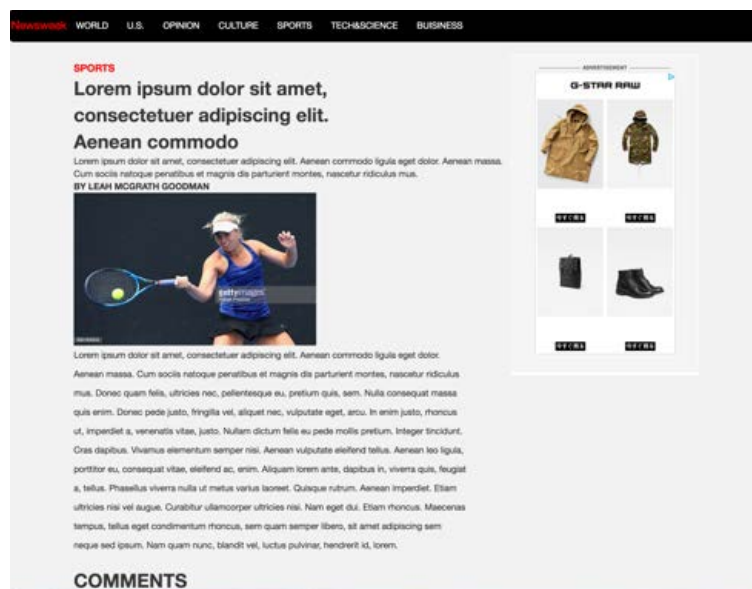 Newsweek WORLD U.S. OPINION CULTURE SPORTS TECH&SCIENCE BUISINESS
SPORTS
Lorem ipsum dolor sit amet,
consectetuer adipiscing elit.
Aenean commodo
Lorem ipsum dolor sit amet, consectetuer adipiscing elit. Aenean commodo ligula eget dolor. Aenean massa.
Cum sociis natoque penatibus et magnis dis parturient montes, nascetur ridiculus mus.
BY LEAH MCGRATH GOODMAN
gettyimages
Lorem ipsum dolor sit amet, consectetuer adipiscing elit. Aenean commodo ligula eget dolor.
Aenean massa. Cum sociis natoque penatibus et magnis dis parturient montes, nascetur ridiculus
mus. Donec quam felis, ultricies nec, pellentesque eu, pretium quis, sem. Nulla consequat massa
quis enim. Donec pede justo, fringilla vel, aliquet nec, vulputate eget, arcu. In enim justo, rhoncus
ut, imperdiet a, venenatis vitae, justo. Nullam dictum felis eu pede mollis pretium. Integer tincidunt.
Cras dapibus. Vivamus elementum semper nisi. Aenean vulputate eleifend tellus. Aenean leo ligula,
porttitor eu, consequat vitae, eleifend ac, enim. Aliquam lorem ante, dapibus in, viverra quis, feugiat
a, tellus. Phasellus viverra nulla ut metus varius laoreet. Quisque rutrum. Aenean imperdiet. Etiam
ultricies nisi vel augue. Curabitur ullamcorper ultricies nisi. Nam eget dui. Etiam rhoncus. Maecenas
tempus, tellus eget condimentum rhoncus, sem quam semper libero, sit amet adipiscing sem
neque sed ipsum. Nam quam nunc, blandit vel, luctus pulvinar, hendrerit id, lorem.
COMMENTS
ADVERTISEMENT
G-STAR RAW